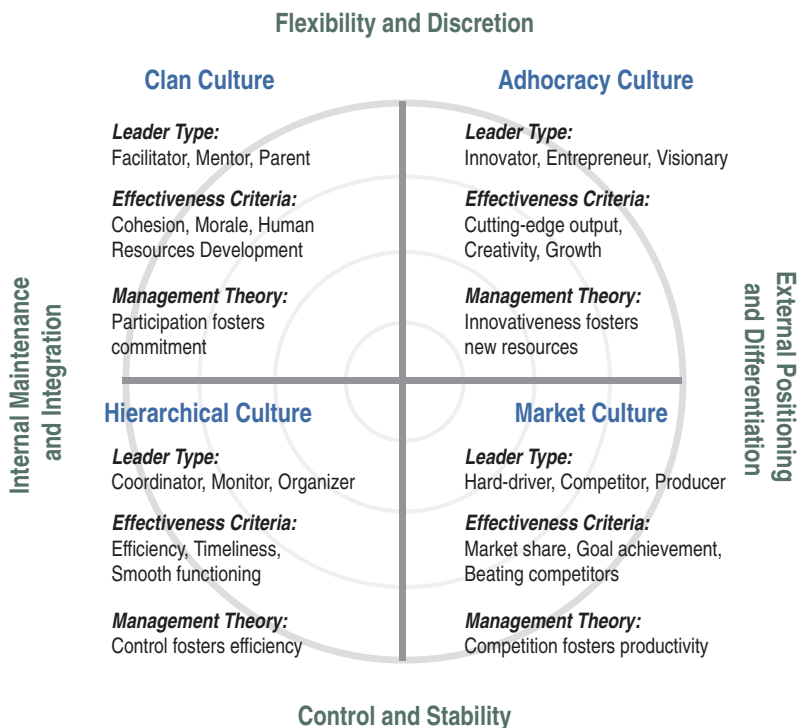 Flexibility and Discretion
Clan Culture
Leader Type:
Facilitator, Mentor, Parent
Effectiveness Criteria:
Cohesion, Morale, Human
Resources Development
Management Theory:
Participation fosters
commitment
Adhocracy Culture
Leader Type:
Innovator, Entrepreneur, Visionary
Effectiveness Criteria:
Cutting-edge output,
Creativity, Growth
Management Theory:
Innovativeness fosters
new resources
Internal Maintenance
and Integration
External Positioning
and Differentiation
Hierarchical Culture
Leader Type:
Coordinator, Monitor, Organizer
Effectiveness Criteria:
Efficiency, Timeliness,
Smooth functioning
Management Theory:
Control fosters efficiency
Market Culture
Leader Type:
Hard-driver, Competitor, Producer
Effectiveness Criteria:
Market share, Goal achievement,
Beating competitors
Management Theory:
Competition fosters productivity
Control and Stability